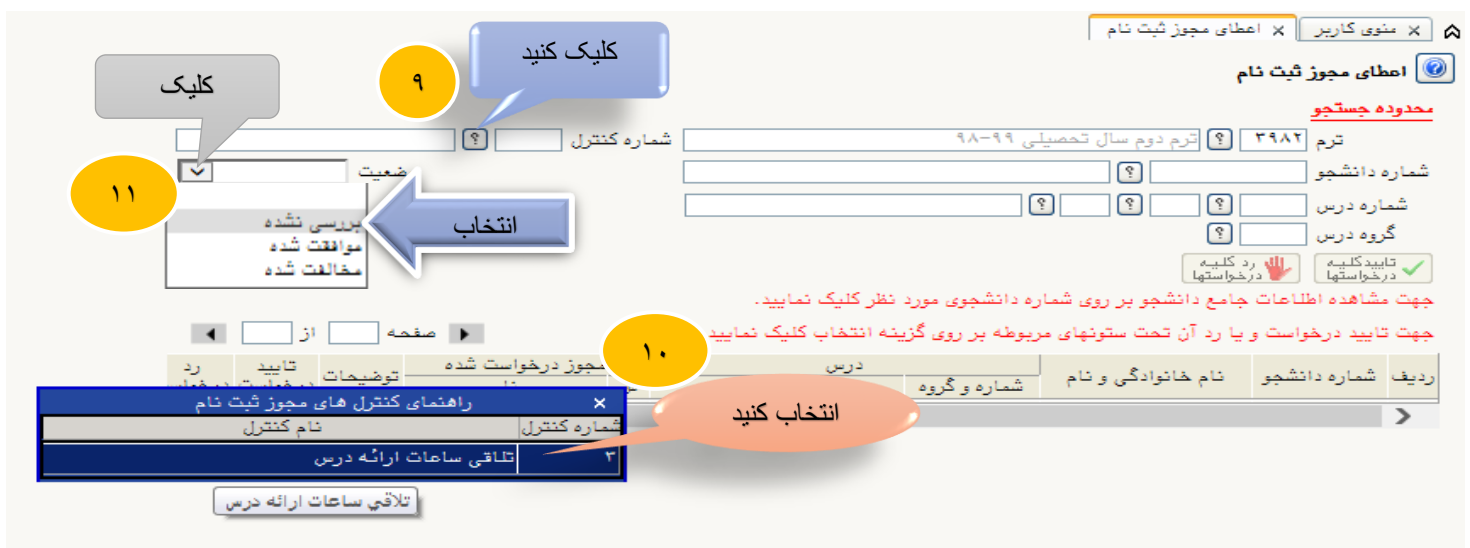 منوی کاربر
اعطای مجوز ثبت نام
اعطای مجوز ثبت نام
محدوده جستجو
ترم ۳۹۸۲ ؟ ترم دوم سال تحصیلی ۹۹-۹۸
شماره کنترل ؟
کلیک کنید
۹
کلیک
شماره دانشجو ؟
ضعیت
۱۱
شماره درس ؟ ؟ ؟
گروه درس ؟
بررسی نشده
موافقت شده
مخالفت شده
انتخاب
تایید کلیه درخواستها
رد کلیه درخواستها
جهت مشاهده اطلاعات جامع دانشجو بر روی شماره دانشجوی مورد نظر کلیک نمایید.
جهت تایید درخواست و یا رد آن تحت ستونهای مربوطه بر روی گزینه انتخاب کلیک نمایید
صفحه از
۱۰
ردیف شماره دانشجو نام خانوادگی و نام درس مجوز درخواست شده توضیحات تایید درخواست رد
شماره و گروه
راهنمای کنترل های مجوز ثبت نام
شماره کنترل نام کنترل
۳ تلاقی ساعات ارائه درس
انتخاب کنید
تلاقي ساعات ارائه درس